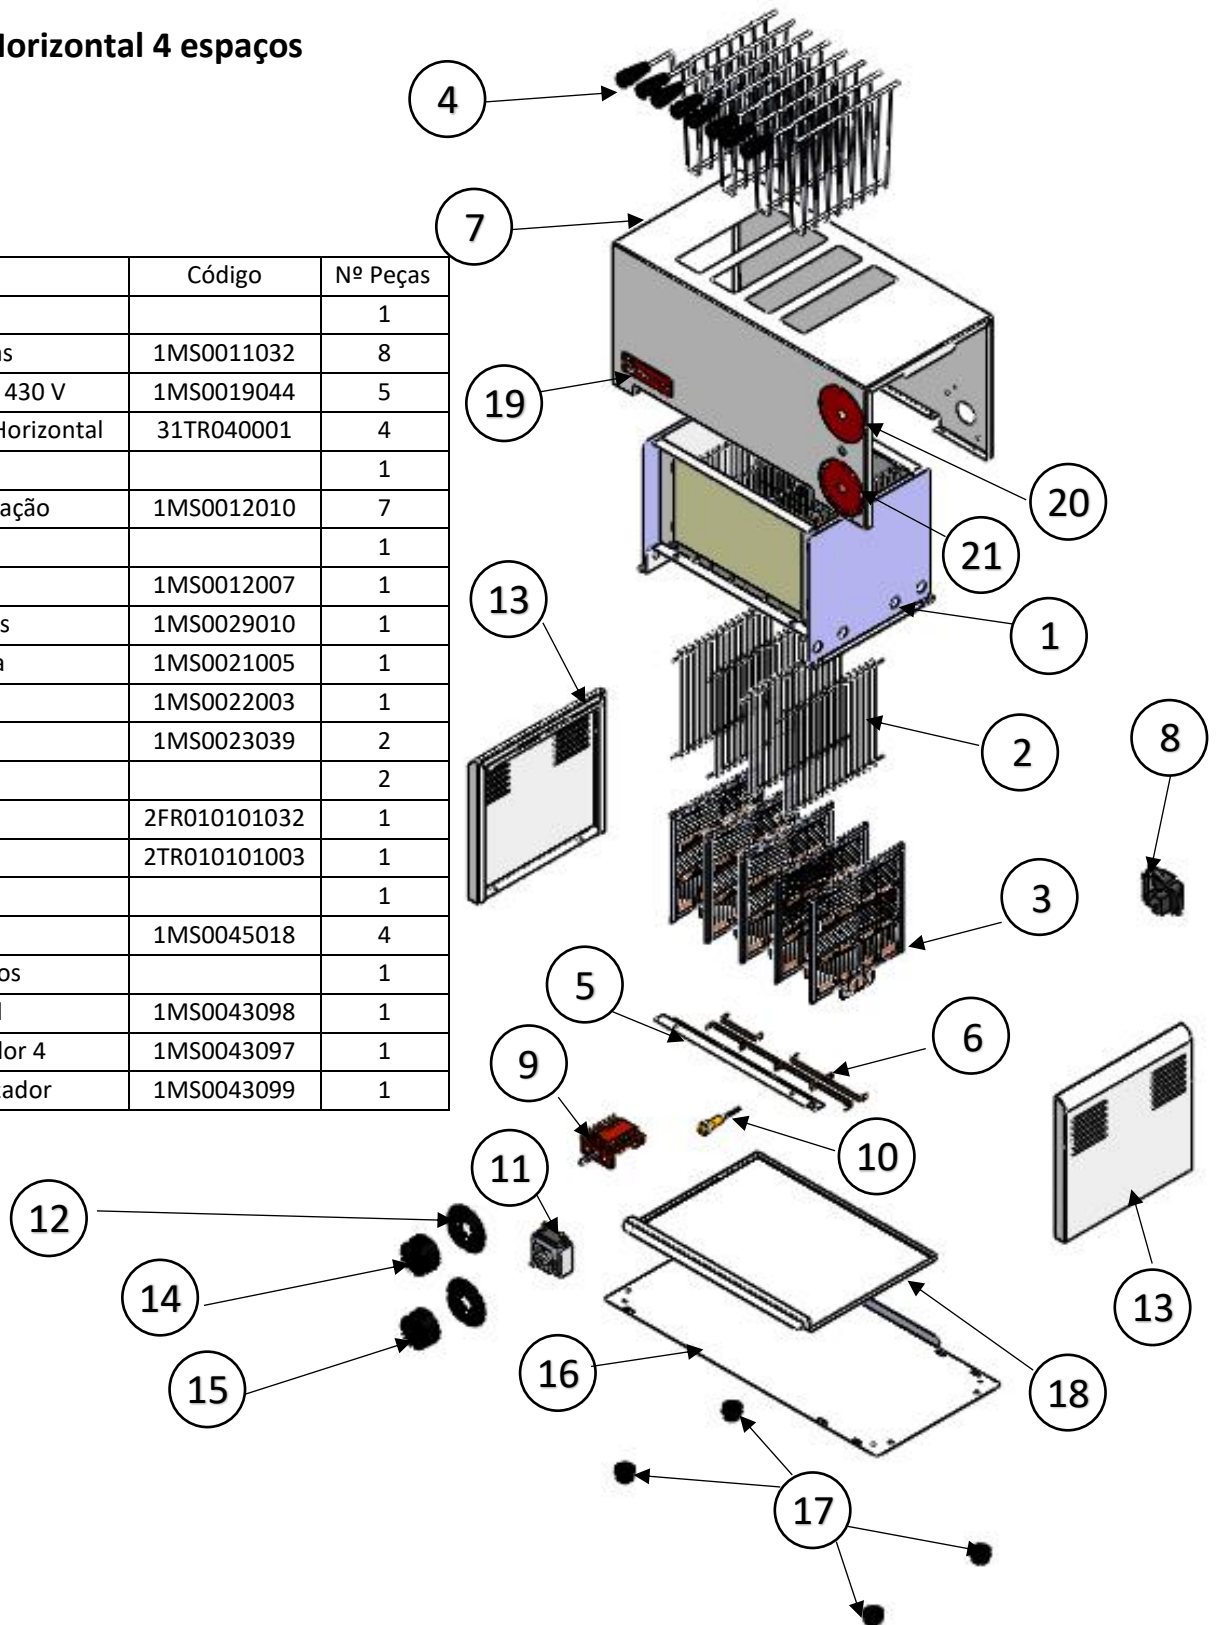 orizontal 4 espaços
Código Nº Peças
1
as 1MS0011032 8
430 V 1MS0019044 5
Horizontal 31TR040001 4
1
ação 1MS0012010 7
1
1MS0012007 1
s 1MS0029010 1
a 1MS0021005 1
1MS0022003 1
1MS0023039 2
2
2FR010101032 1
2TR010101003 1
1
1MS0045018 4
os 1
1MS0043098 1
dor 4 1MS0043097 1
ador 1MS0043099 1
4
7
19
20
21
13
1
2
8
3
5
6
9
10
11
12
14
13
15
16
18
17